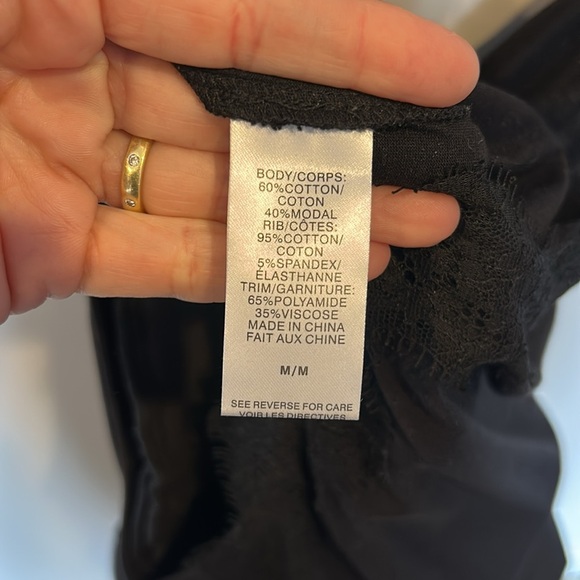 BODY/CORPS:
60%COTTON/
COTON
40%MODAL
RIB/CÔTES:
95%COTTON/
COTON
5%SPANDEX/
ÉLASTHANNE
TRIM/GARNITURE:
65%POLYAMIDE
35%VISCOSE
MADE IN CHINA
FAIT AUX CHINE
M/M
SEE REVERSE FOR CARE
VOIR LES DIRECTIVES